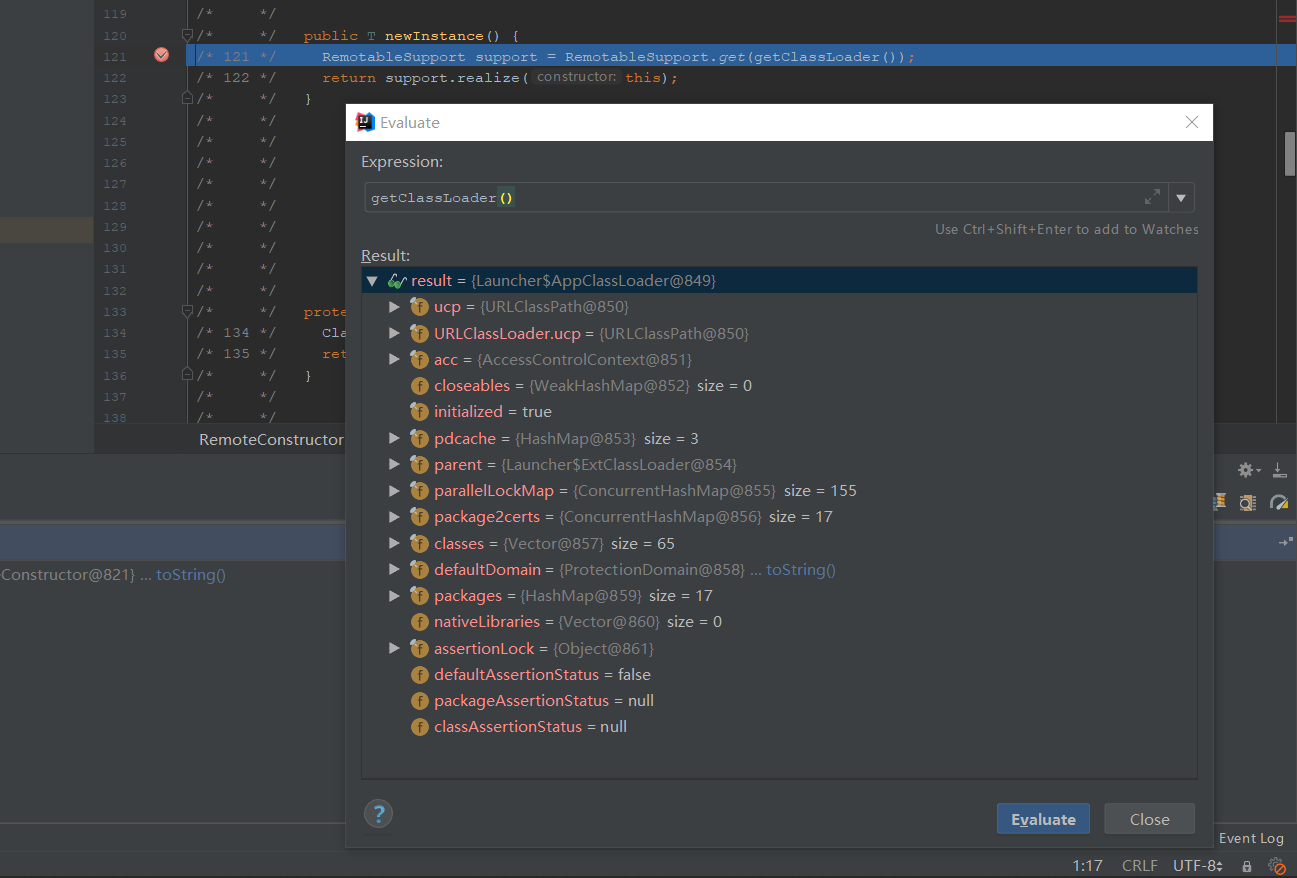 119 /* */
120 /* */ public T newInstance() {
121 /* 121 */ RemotableSupport support = RemotableSupport.get(getClassLoader());
122 /* 122 */ return support.realize( constructor: this);
123 /* */ }
124 /* */
125 /* */
126 /* */
127 /* */
128 /* */
129 /* */
130 /* */
131 /* */
132 /* */
133 /* */ prote
134 /* 134 */ Cla
135 /* 135 */ ret
136 /* */ }
137 /* */
138 /* */
RemoteConstructor
Constructor@821} ... toString()
Evaluate
Expression:
getClassLoader()
Use Ctrl+Shift+Enter to add to Watches
Result:
result = {Launcher$AppClassLoader@849}
ucp = {URLClassPath@850}
URLClassLoader.ucp = {URLClassPath@850}
acc = {AccessControlContext@851}
closeables = {WeakHashMap@852} size = 0
initialized = true
pdcache = {HashMap@853} size = 3
parent = {Launcher$ExtClassLoader@854}
parallelLockMap = {ConcurrentHashMap@855} size = 155
package2certs = {ConcurrentHashMap@856} size = 17
classes = {Vector@857} size = 65
defaultDomain = {ProtectionDomain@858} ... toString()
packages = {HashMap@859} size = 17
nativeLibraries = {Vector@860} size = 0
assertionLock = {Object@861}
defaultAssertionStatus = false
packageAssertionStatus = null
classAssertionStatus = null
?
Evaluate Close
Event Log
1:17 CRLF UTF-8